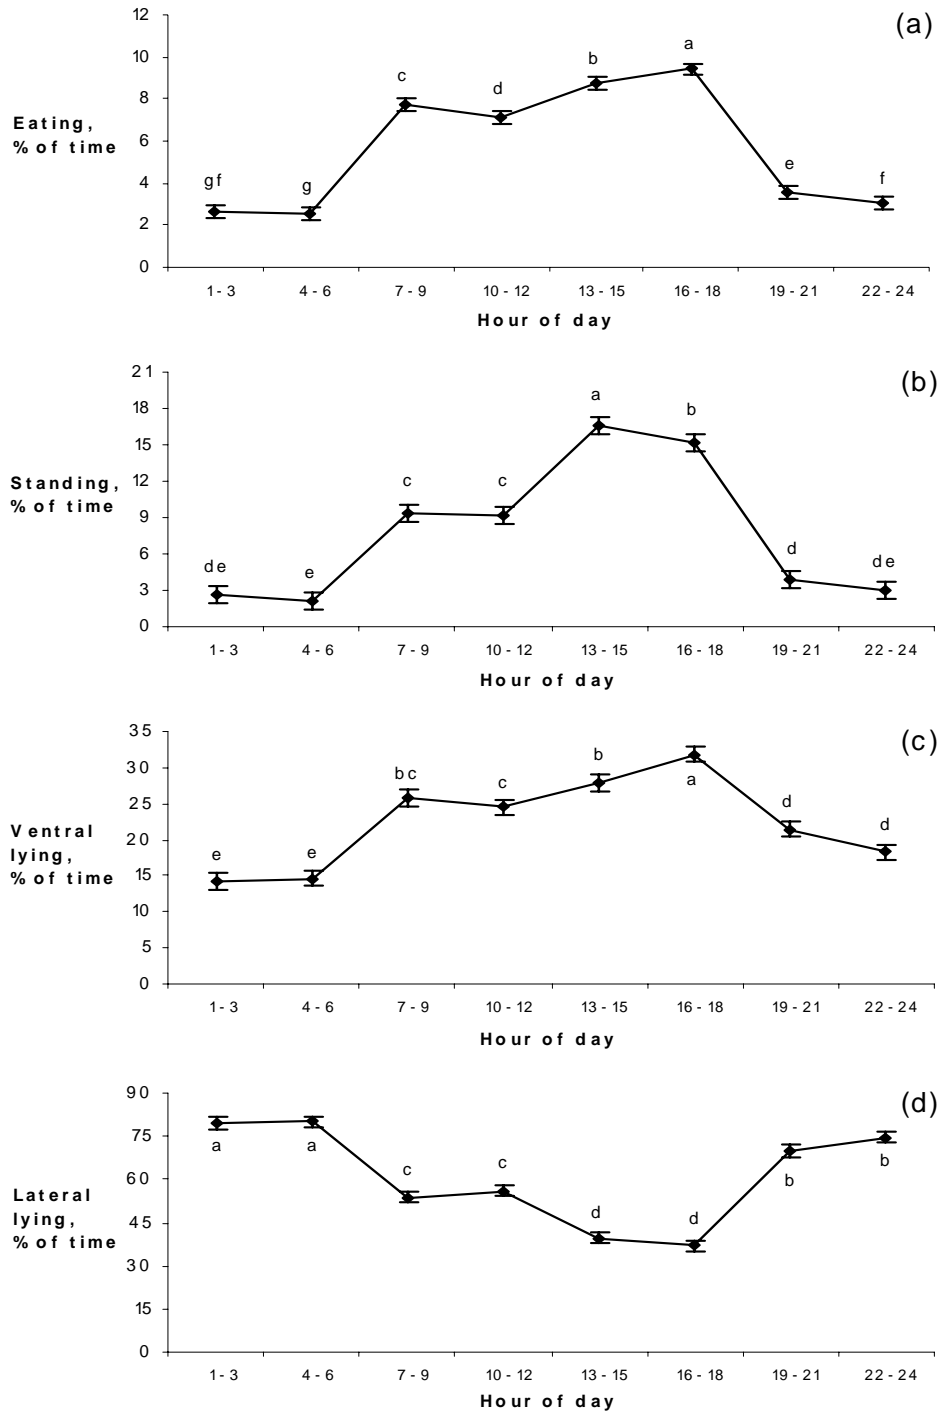 (a)
12
10
8
6
4
2
0
Eating,
% of time
c
d
b
a
gf
g
e
f
1 - 3 4 - 6 7 - 9 10 - 12 13 - 15 16 - 18 19 - 21 22 - 24
Hour of day
(b)
21
18
15
12
9
6
3
0
Standing,
% of time
a
b
c
c
de
e
d
de
1 - 3 4 - 6 7 - 9 10 - 12 13 - 15 16 - 18 19 - 21 22 - 24
Hour of day
(c)
35
30
25
20
15
10
5
0
Ventral
lying,
% of time
e
e
bc
c
b
a
d
d
1 - 3 4 - 6 7 - 9 10 - 12 13 - 15 16 - 18 19 - 21 22 - 24
Hour of day
(d)
90
75
60
45
30
15
0
Lateral
lying,
% of time
a
a
c
c
d
d
b
b
1 - 3 4 - 6 7 - 9 10 - 12 13 - 15 16 - 18 19 - 21 22 - 24
Hour of day